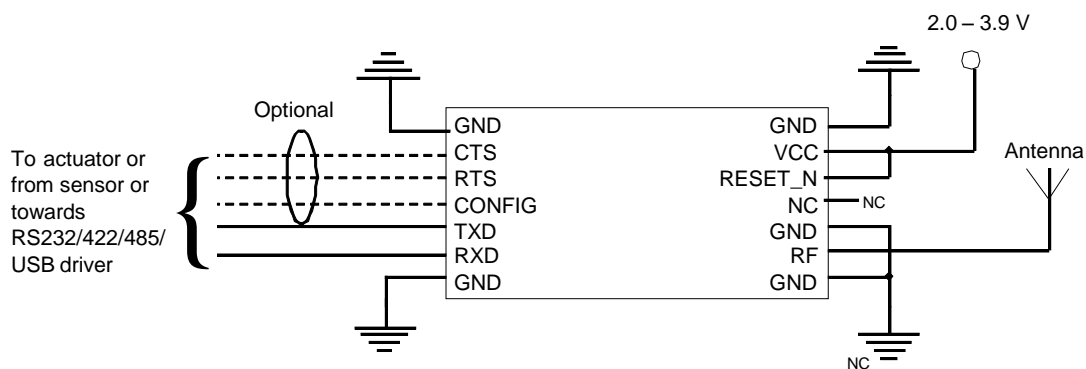 2.0 – 3.9 V
Optional
To actuator or
from sensor or
towards
RS232/422/485/
USB driver
GND
CTS
RTS
CONFIG
TXD
RXD
GND
GND
VCC
RESET_N
NC
NC
GND
RF
GND
Antenna
NC